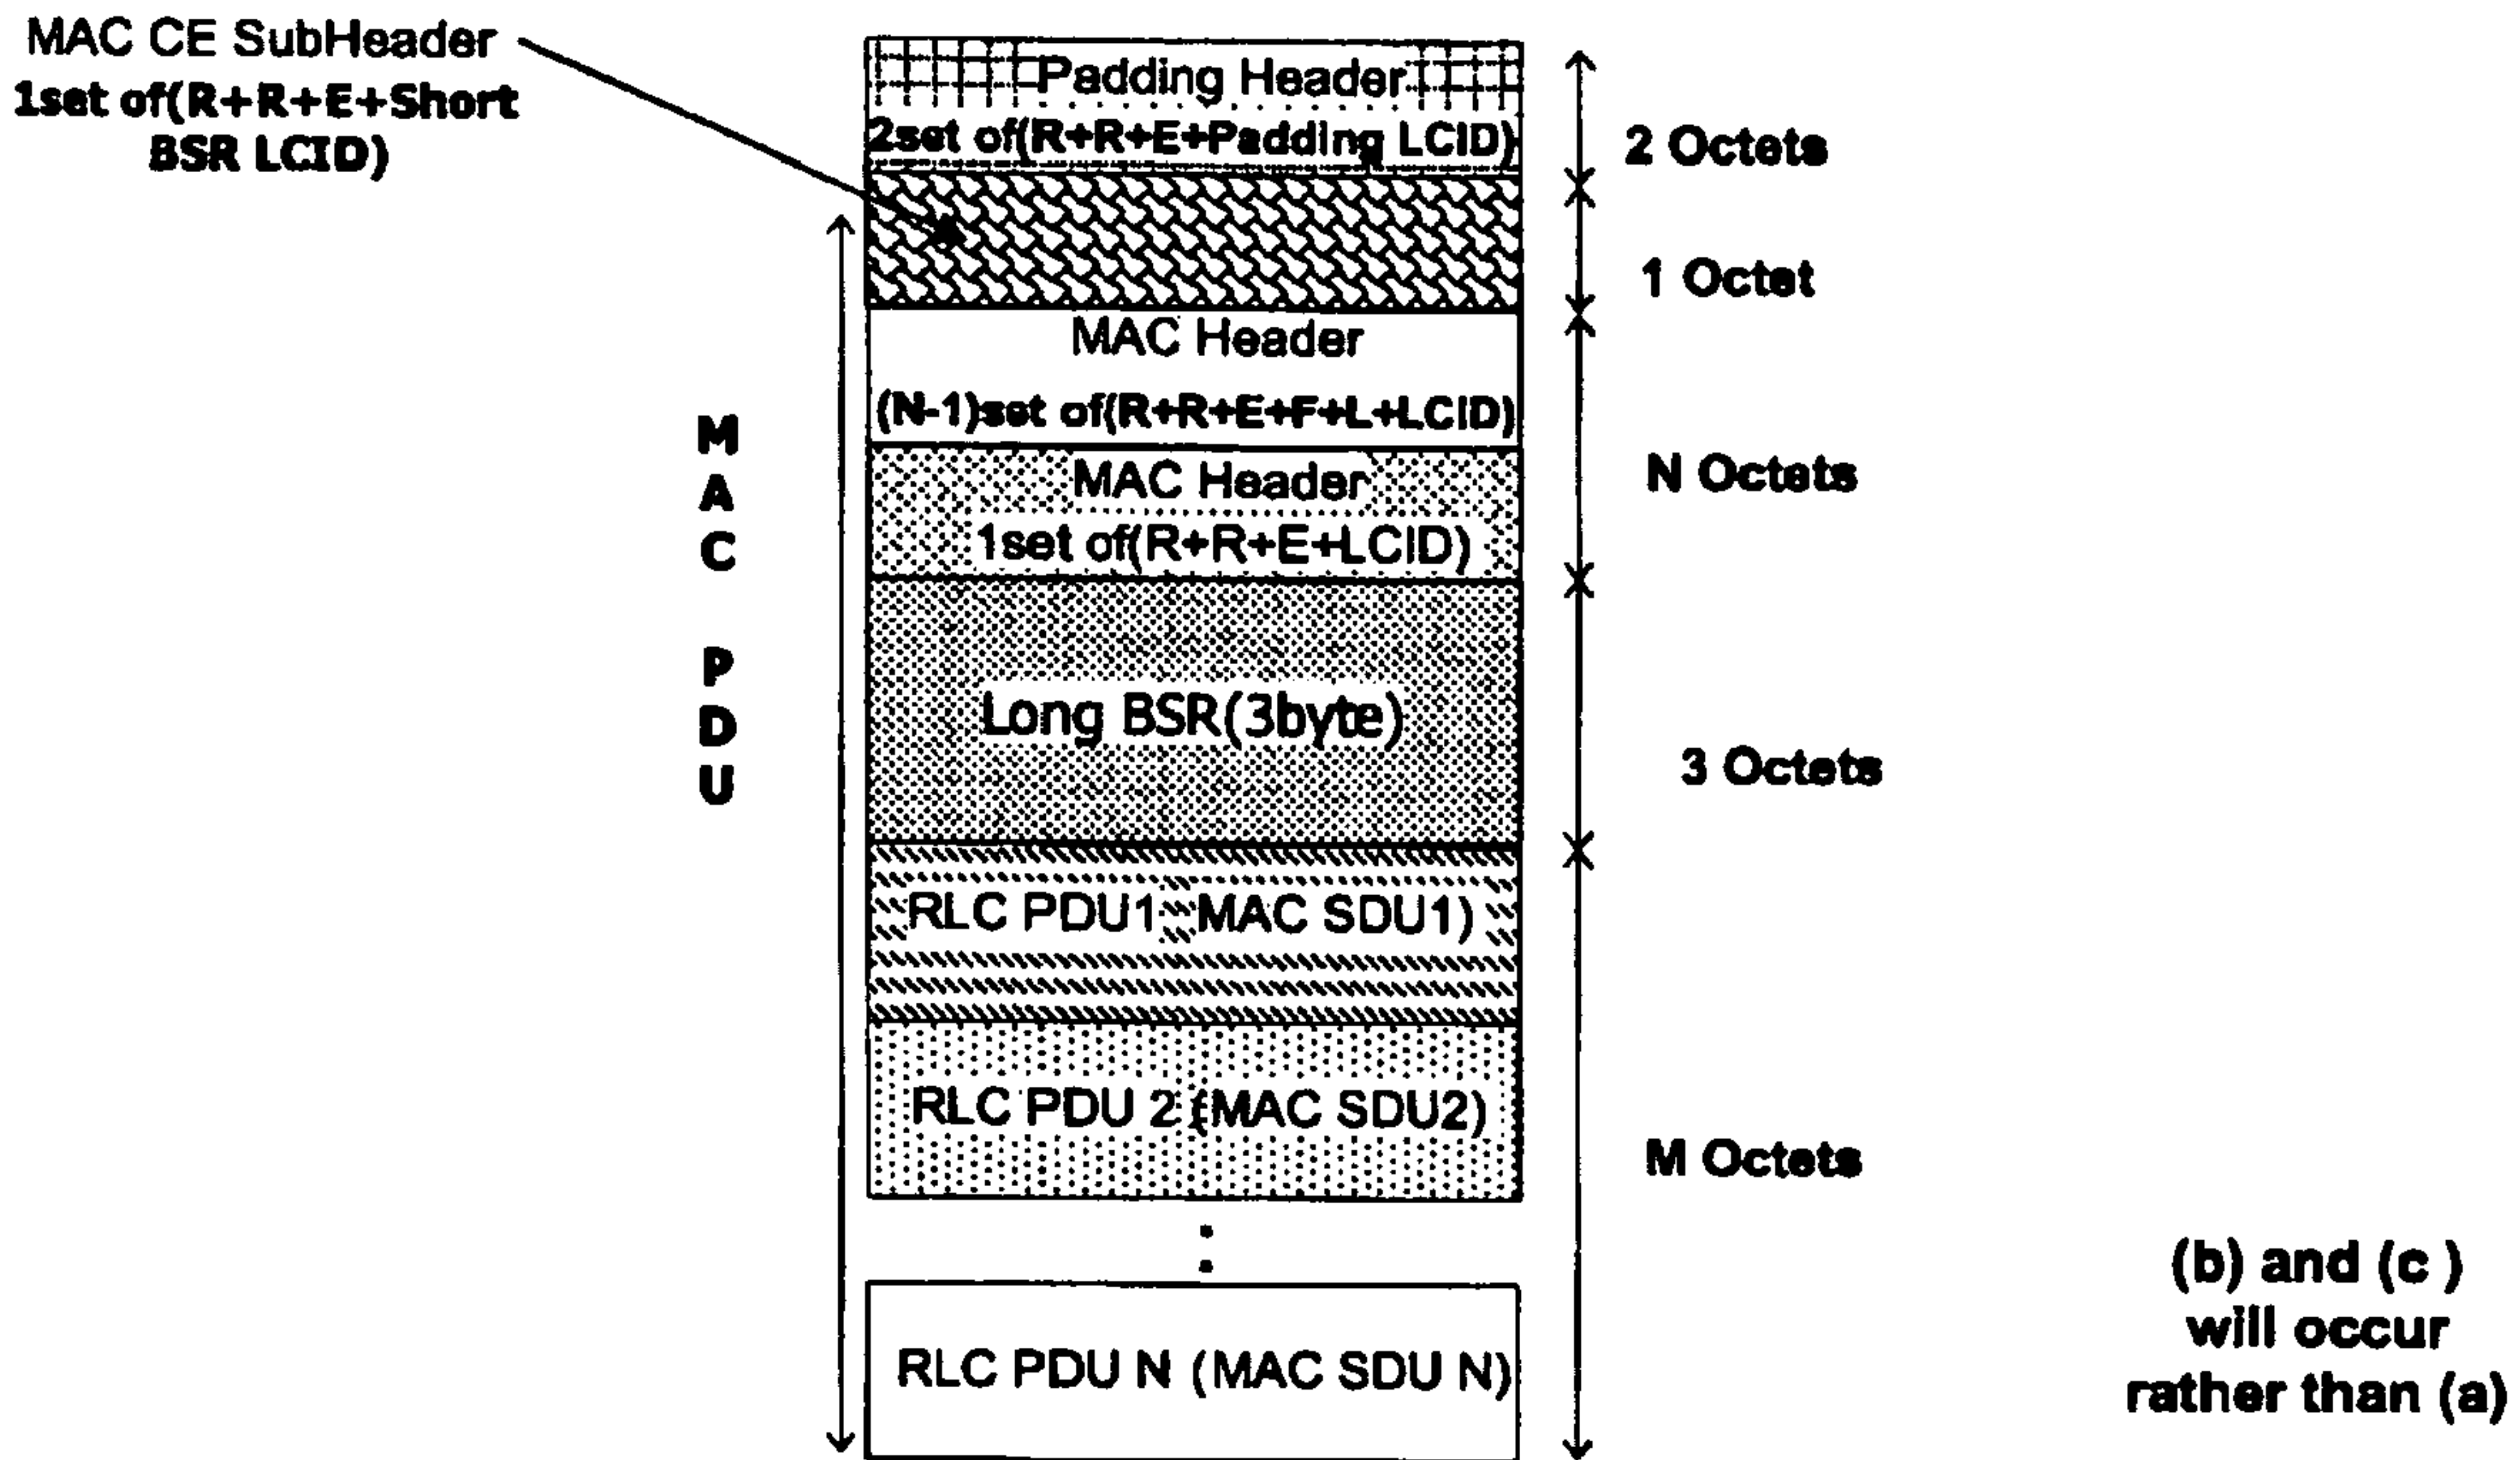 MAC CE SubHeader
1set of(R+R+E+Short
BSR LCID)
Padding Header
2set of(R+R+E+Padding LCID)
2 Octets
1 Octet
MAC Header
(N-1)set of(R+R+E+F+L+LCID)
MAC Header
1set of(R+R+E+LCID)
N Octets
MAC PDU
Long BSR(3byte)
3 Octets
RLC PDU1 MAC SDU1)
RLC PDU 2 (MAC SDU2)
M Octets
:
RLC PDU N (MAC SDU N)
(b) and (c )
will occur
rather than (a)